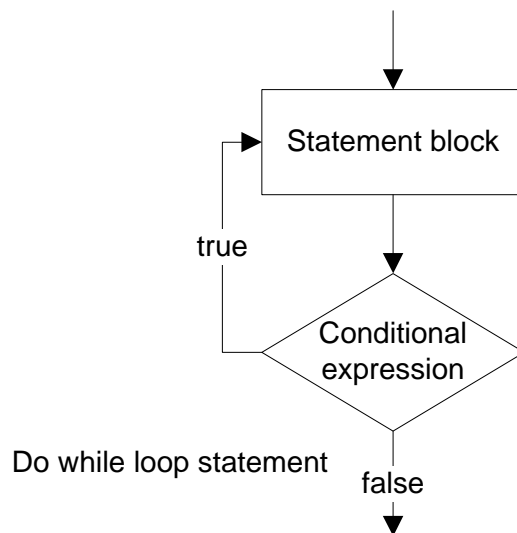 Statement block
true
Conditional
expression
Do while loop statement
false